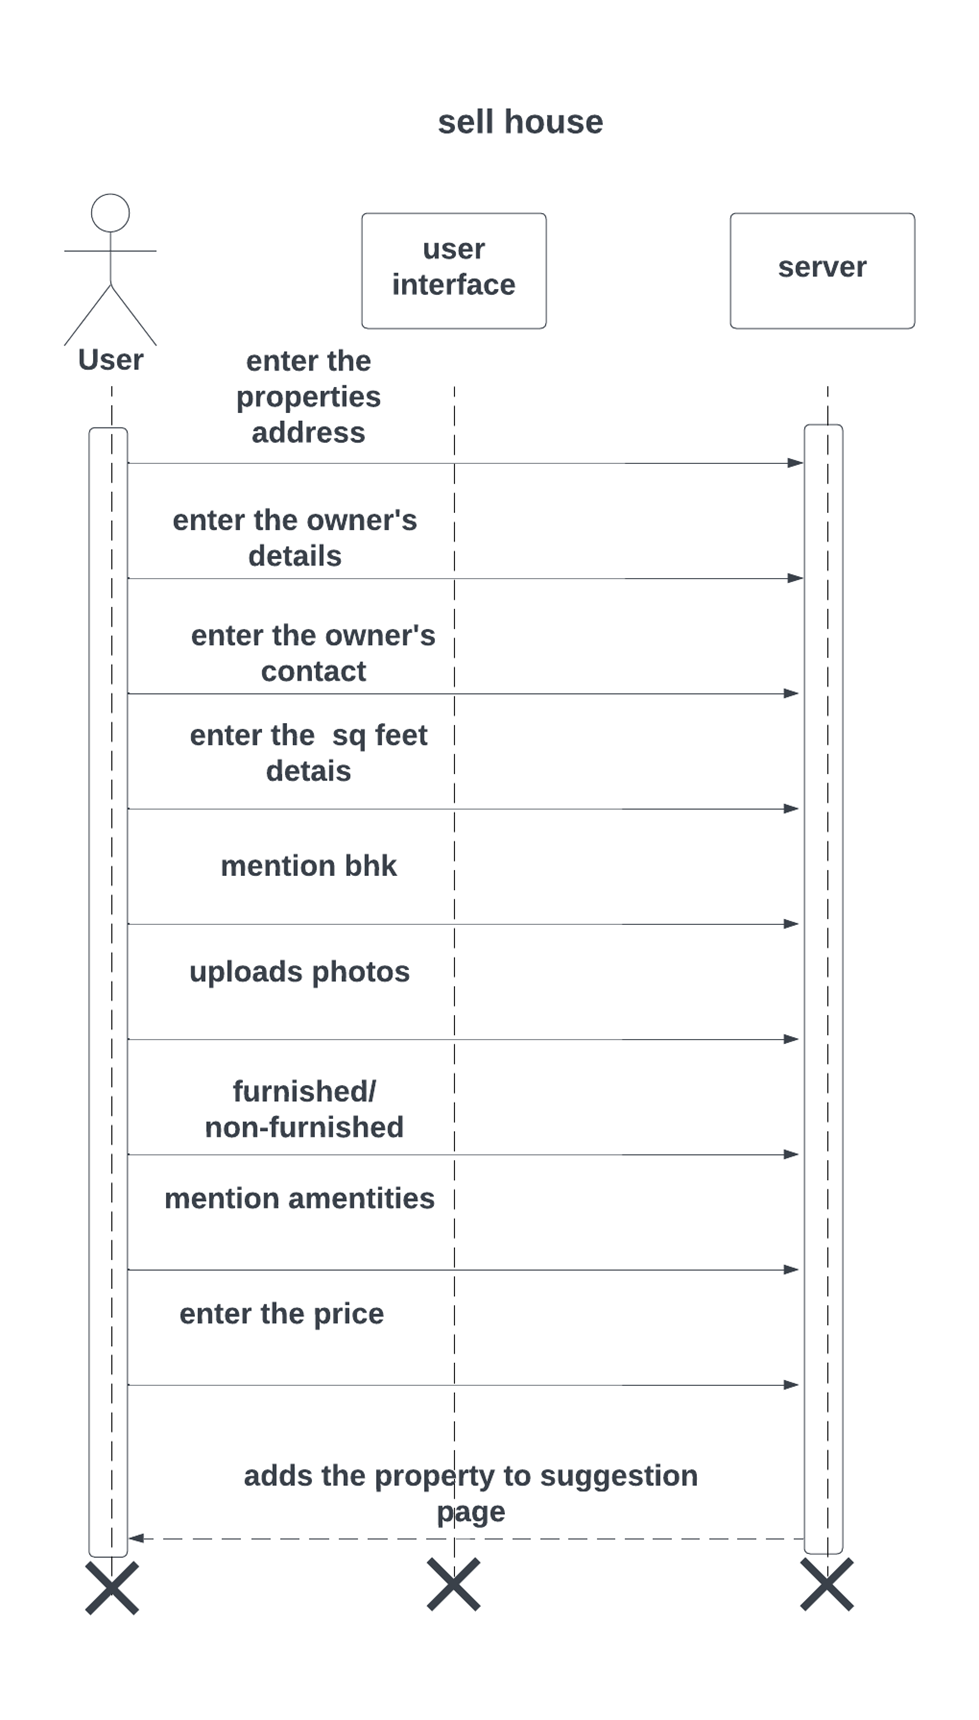 sell house
user
interface
server
User
enter the
properties
address
enter the owner's
details
enter the owner's
contact
enter the  sq feet
detais
mention bhk
uploads photos
furnished/
non-furnished
mention amentities
enter the price
adds the property to suggestion
page